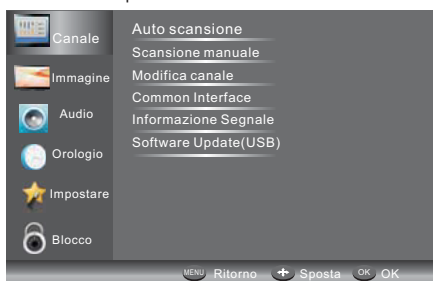 Canale
Immagine
Audio
Orologio
Impostare
Blocco
Auto scansione
Scansione manuale
Modifica canale
Common Interface
Informazione Segnale
Software Update(USB)
MENU Ritorno Sposta OK OK